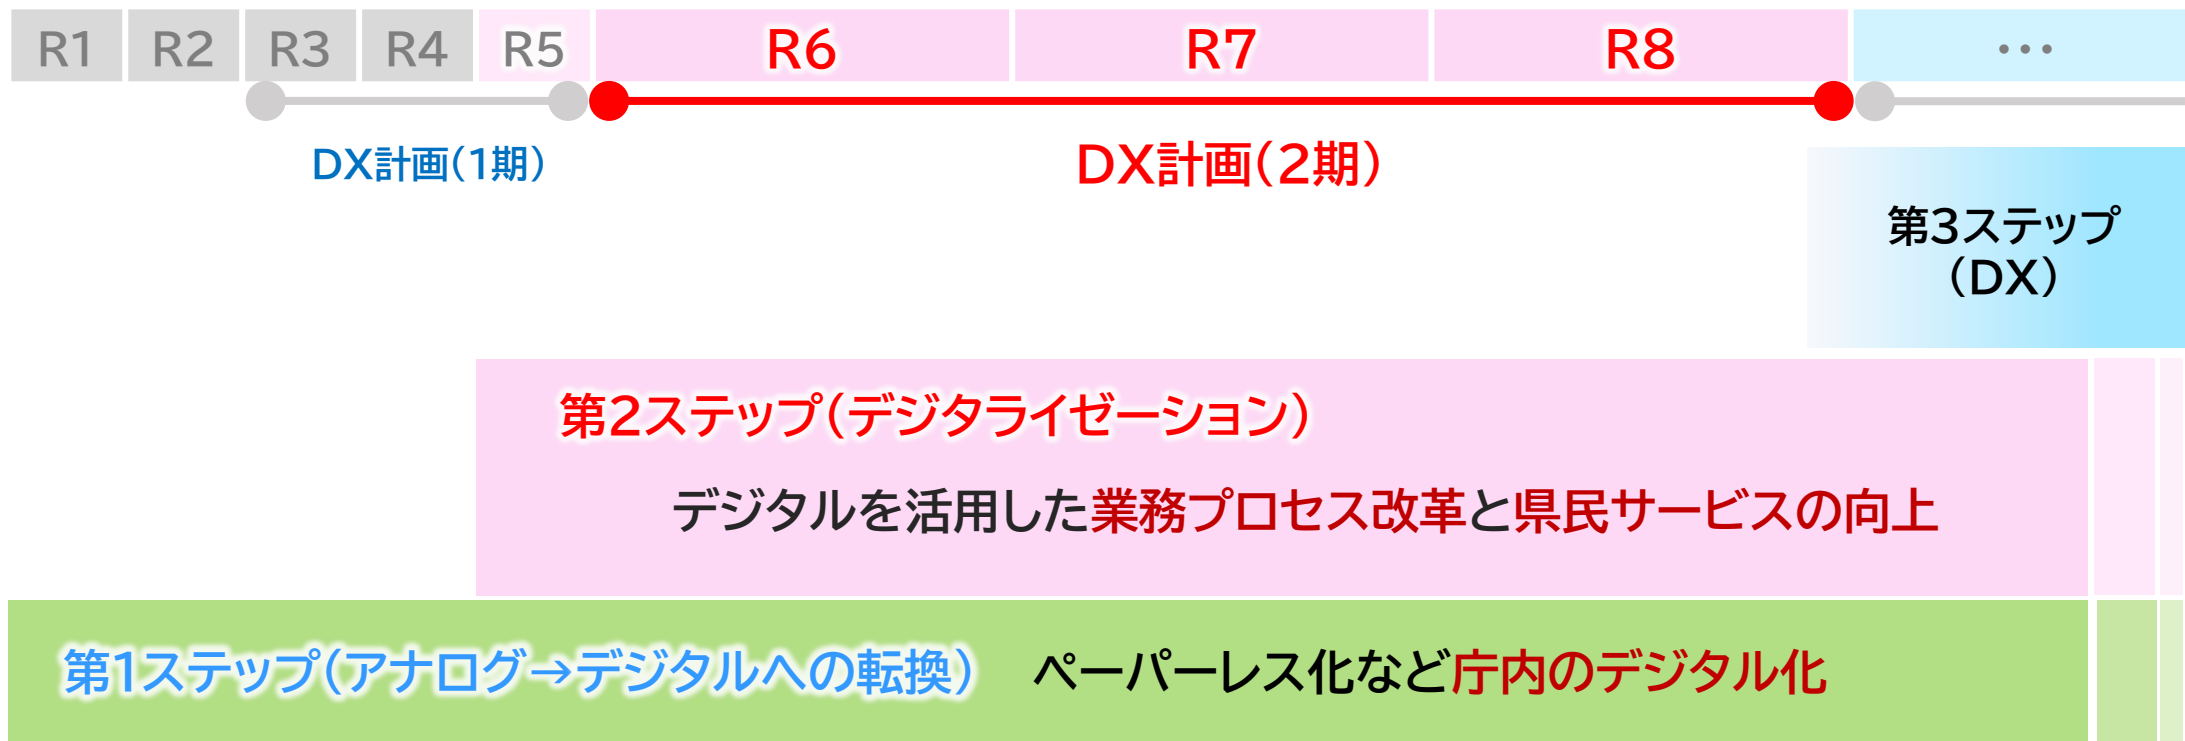 R1 R2 R3 R4 R5 R6 R7 R8 …
DX計画(1期) DX計画(2期)
第3ステップ
(DX)
第2ステップ(デジタライゼーション)
デジタルを活用した業務プロセス改革と県民サービスの向上
第1ステップ(アナログ→デジタルへの転換) ペーパーレス化など庁内のデジタル化